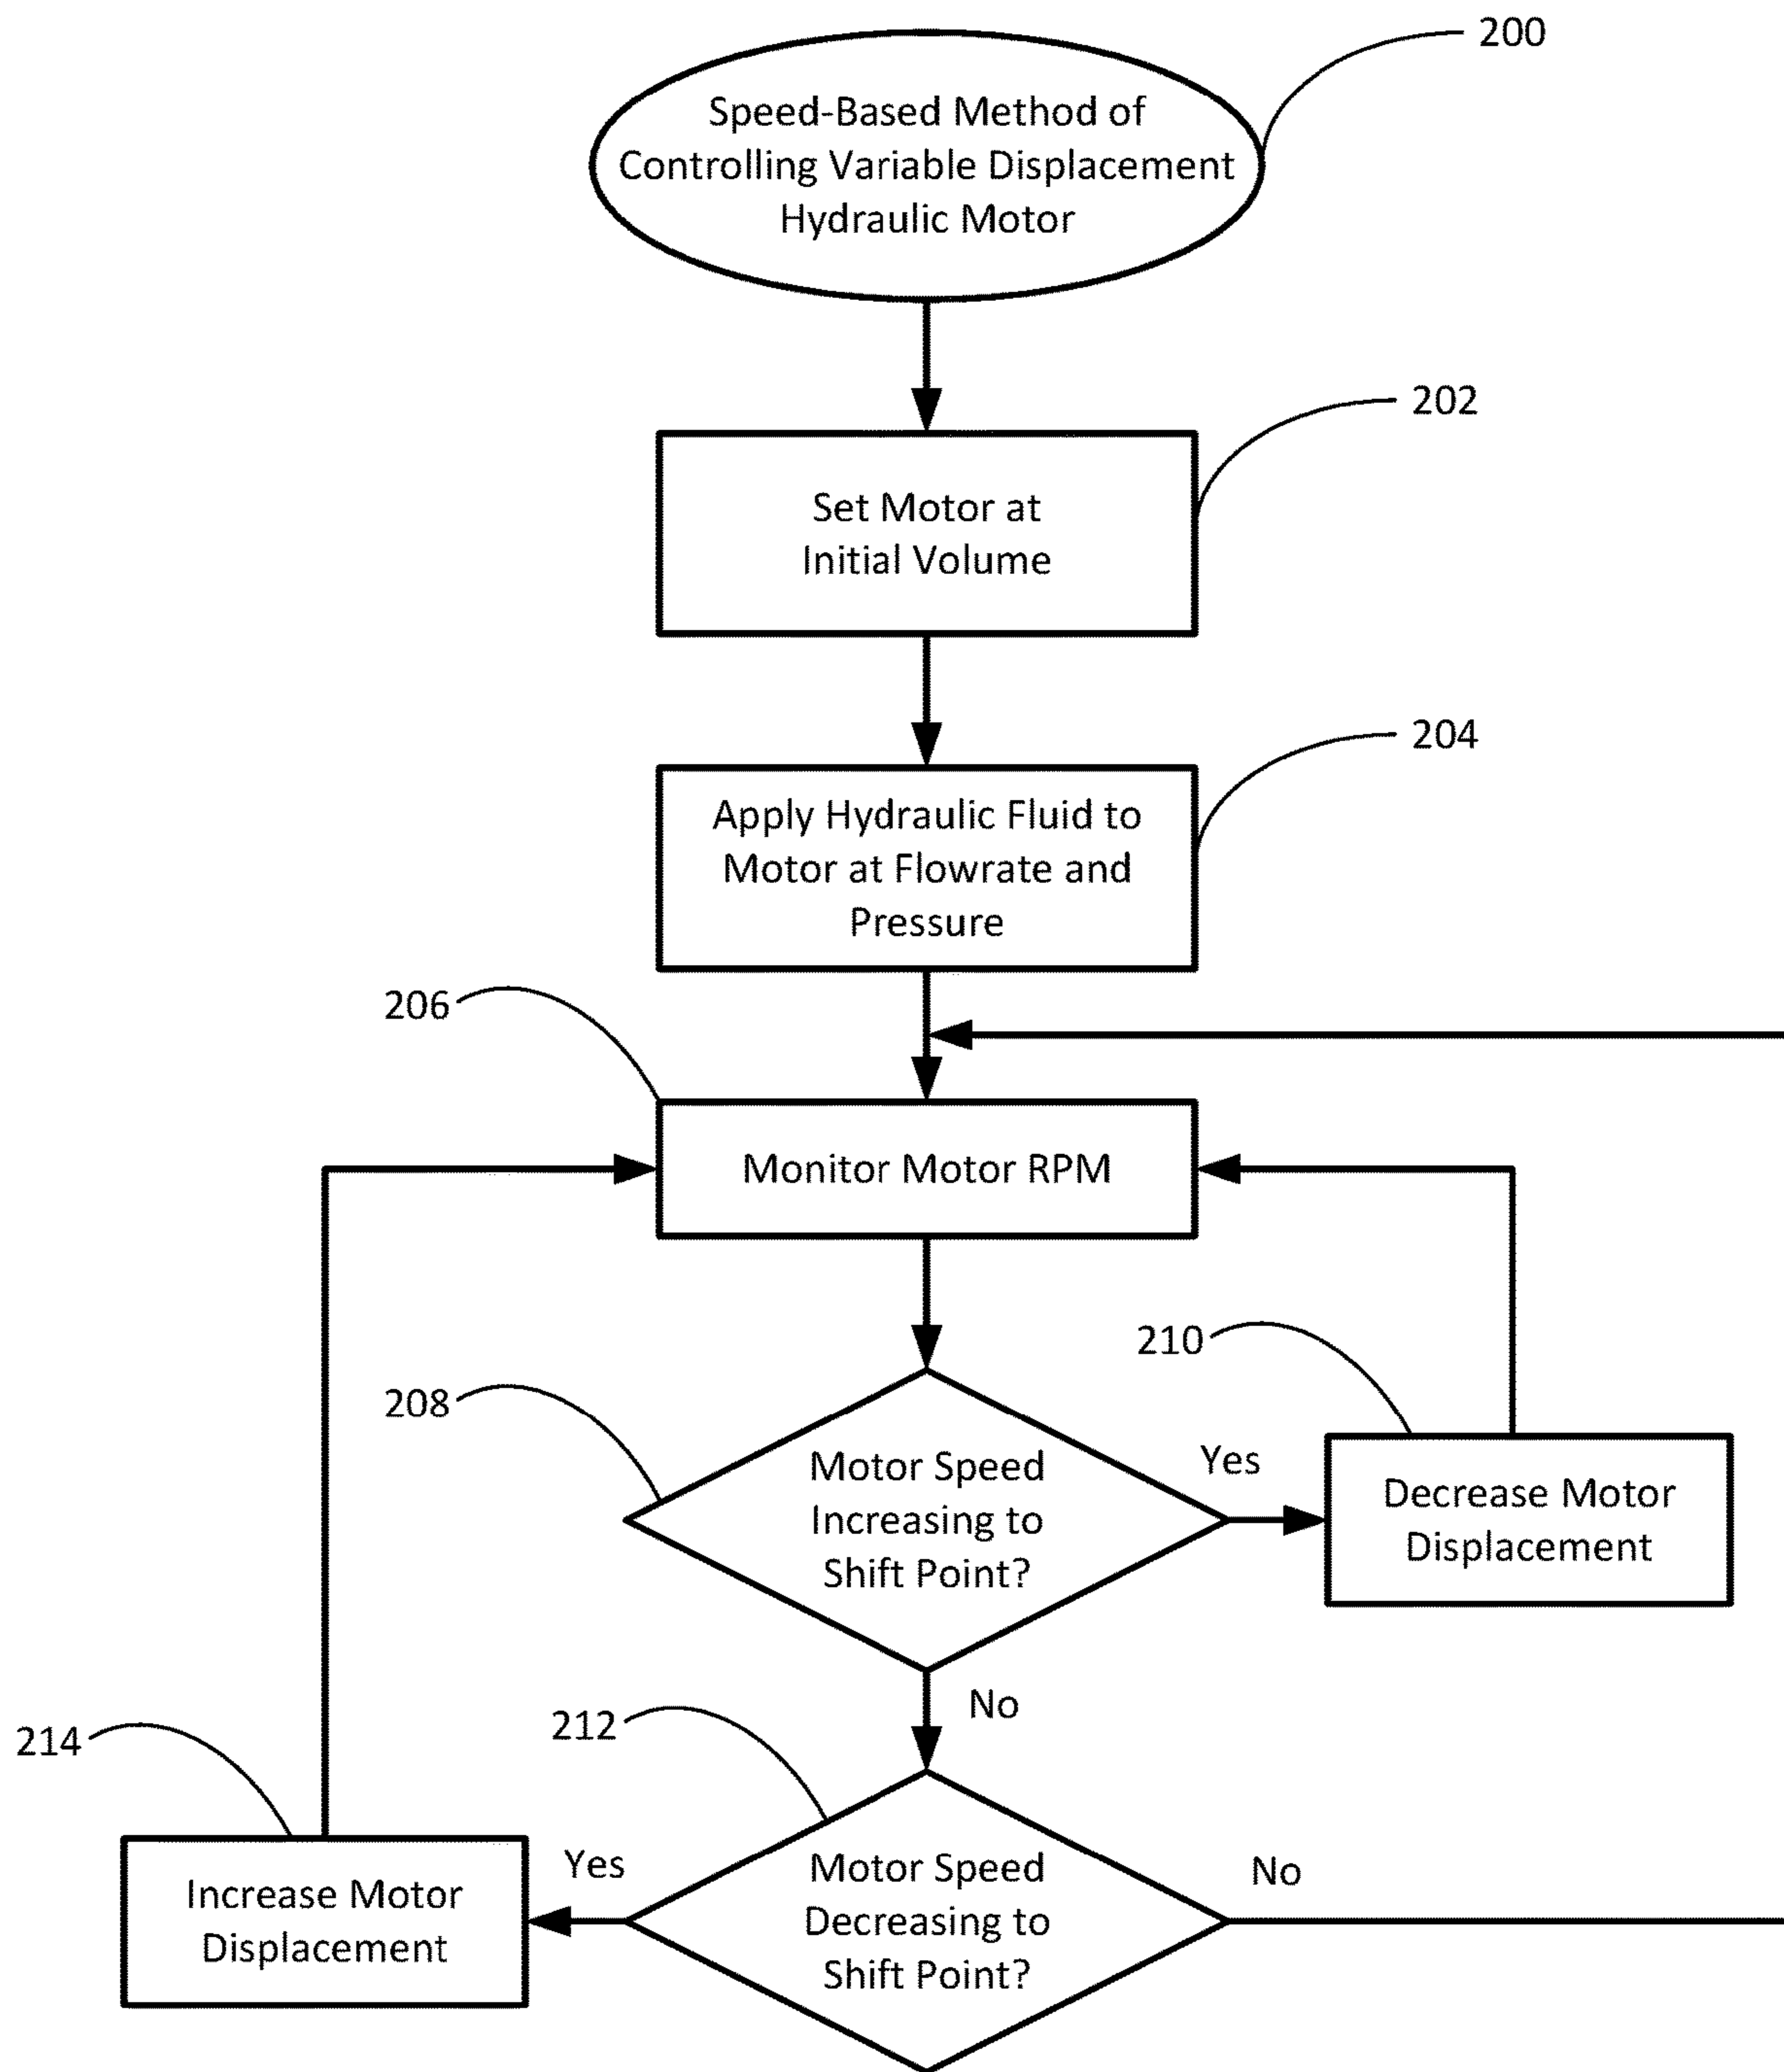 200
Speed-Based Method of
Controlling Variable Displacement
Hydraulic Motor
202
Set Motor at
Initial Volume
204
Apply Hydraulic Fluid to
Motor at Flowrate and
Pressure
206
Monitor Motor RPM
208
Motor Speed
Increasing to
Shift Point?
Yes
210
Decrease Motor
Displacement
No
212
Motor Speed
Decreasing to
Shift Point?
Yes
No
214
Increase Motor
Displacement